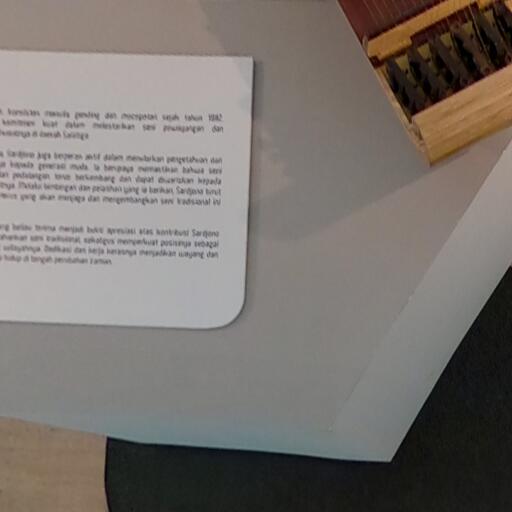 konsisten menulis gending dan macapatan sejak tahun 1982
komitmen kuat dalam melestarikan seni pewayangan dan
di daerah Salatiga
Sardjono juga berperan aktif dalam menularkan pengetahuan dan
kepada generasi muda. Ia berupaya memastikan bahwa seni
dan pedalangan terus berkembang dan dapat diwariskan kepada
Melalui bimbingan dan pelatihan yang ia berikan, Sardjono turut
yang akan menjaga dan mengembangkan seni tradisional ini
yang beliau terima menjadi bukti apresiasi atas kontribusi Sardjono
seni tradisional, sekaligus memperkuat posisinya sebagai
wilayahnya. Dedikasi dan kerja kerasnya menjadikan wayang dan
hidup di tengah perubahan zaman.